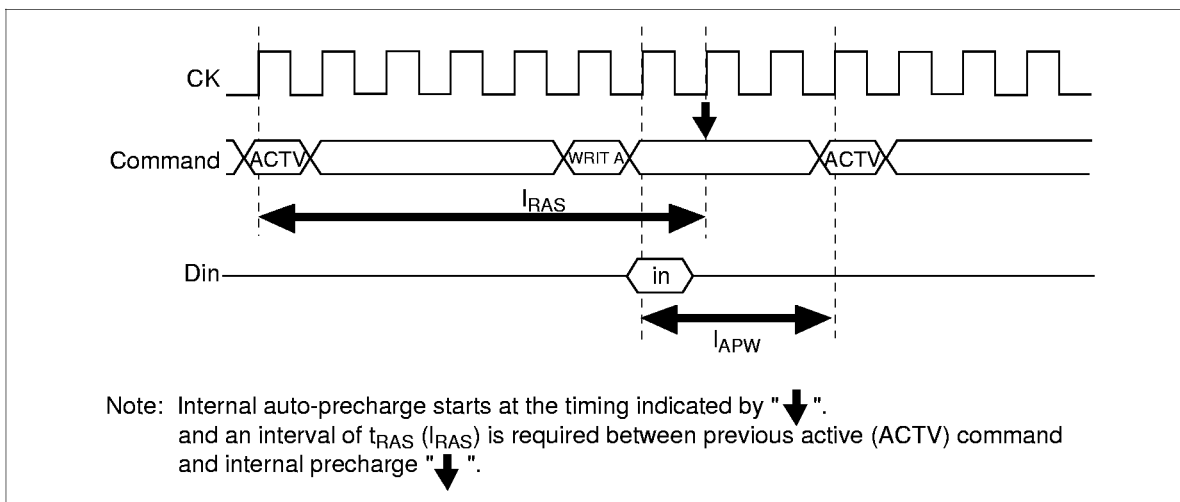 CK
Command ACTV WRIT A ACTV
lRAS
Din in
lAPW
Note: Internal auto-precharge starts at the timing indicated by " ".
and an interval of tRAS (lRAS) is required between previous active (ACTV) command
and internal precharge " ".